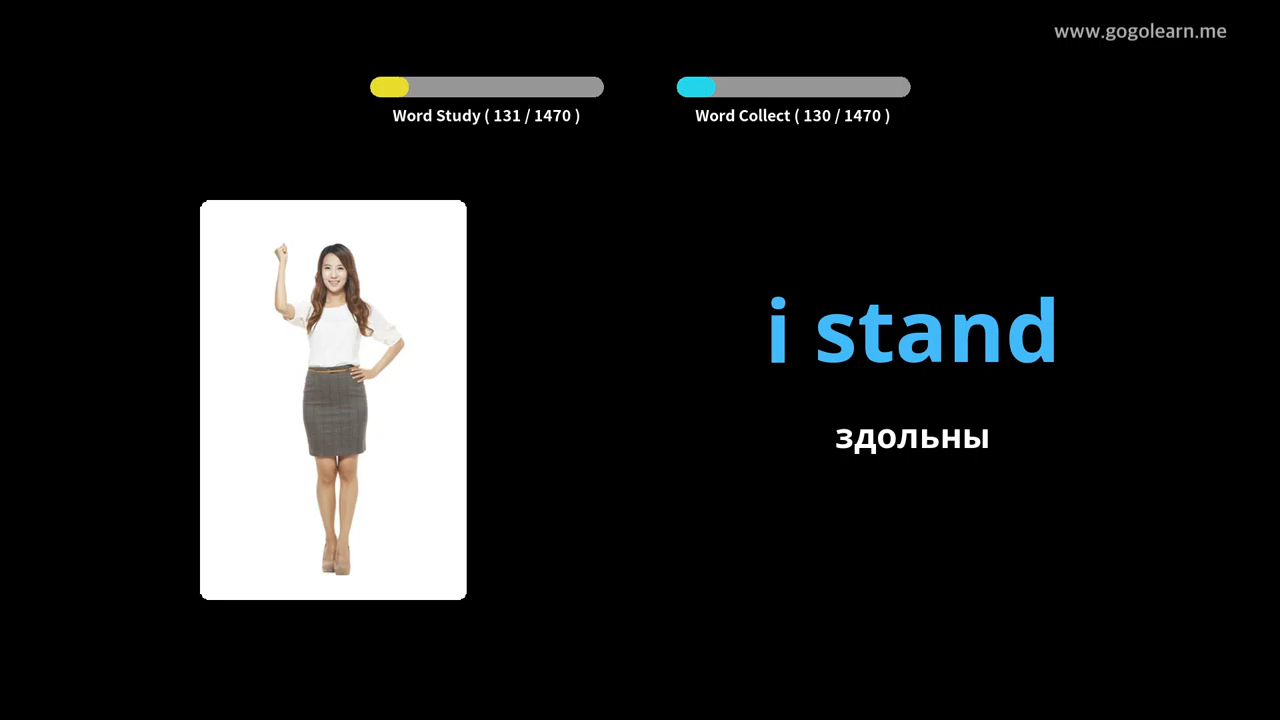 www.gogolearn.me
Word Study ( 131 / 1470 )
Word Collect ( 130 / 1470 )
i stand
здольны